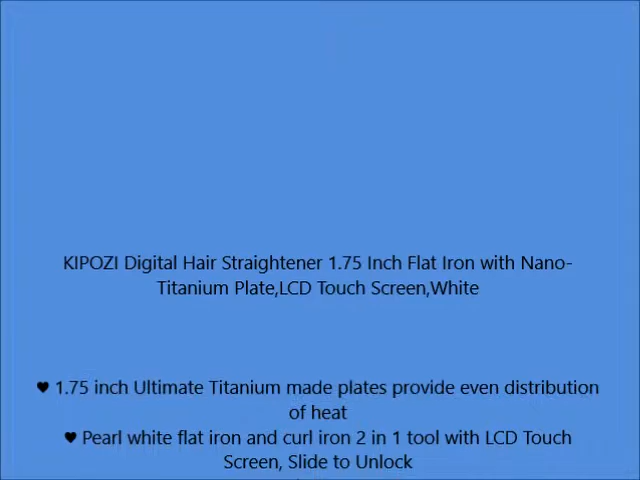 KIPOZI Digital Hair Straightener 1.75 Inch Flat Iron with Nano-
Titanium Plate,LCD Touch Screen,White
♥ 1.75 inch Ultimate Titanium made plates provide even distribution
of heat
♥ Pearl white flat iron and curl iron 2 in 1 tool with LCD Touch
Screen, Slide to Unlock